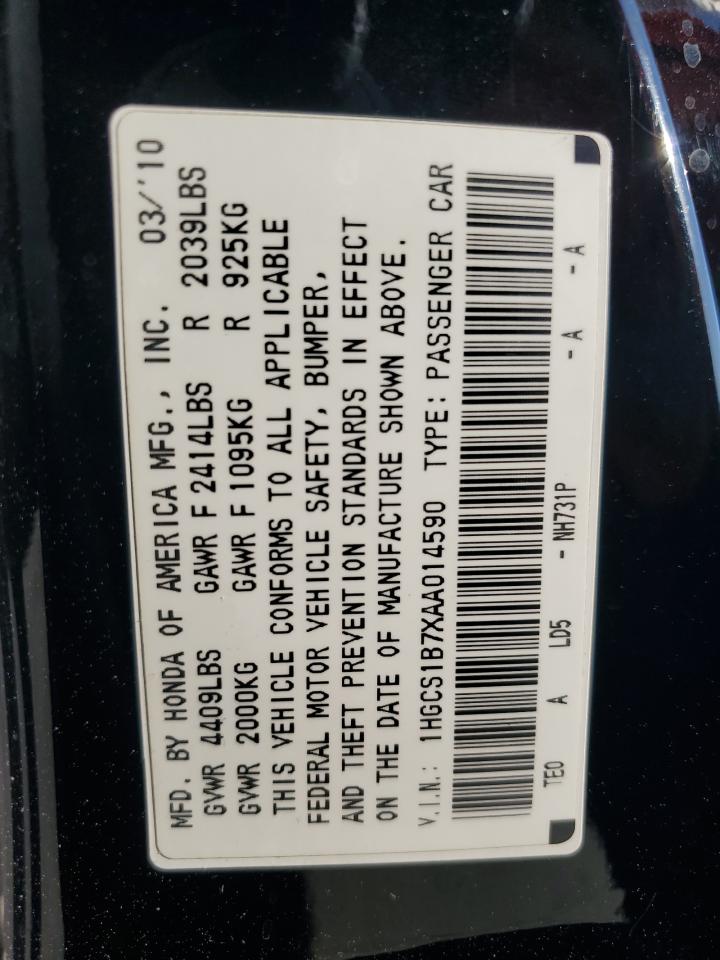 MFD. BY HONDA OF AMERICA MFG., INC. 03/'10
GVWR 4409LBS GAWR F 2414LBS R 2039LBS
GVWR 2000KG GAWR F 1095KG R 925KG
THIS VEHICLE CONFORMS TO ALL APPLICABLE
FEDERAL MOTOR VEHICLE SAFETY, BUMPER,
AND THEFT PREVENTION STANDARDS IN EFFECT
ON THE DATE OF MANUFACTURE SHOWN ABOVE.
V.I.N.: 1HGCS1B7XAA014590 TYPE: PASSENGER CAR
TE0 A LD5 - NH731P - A - A